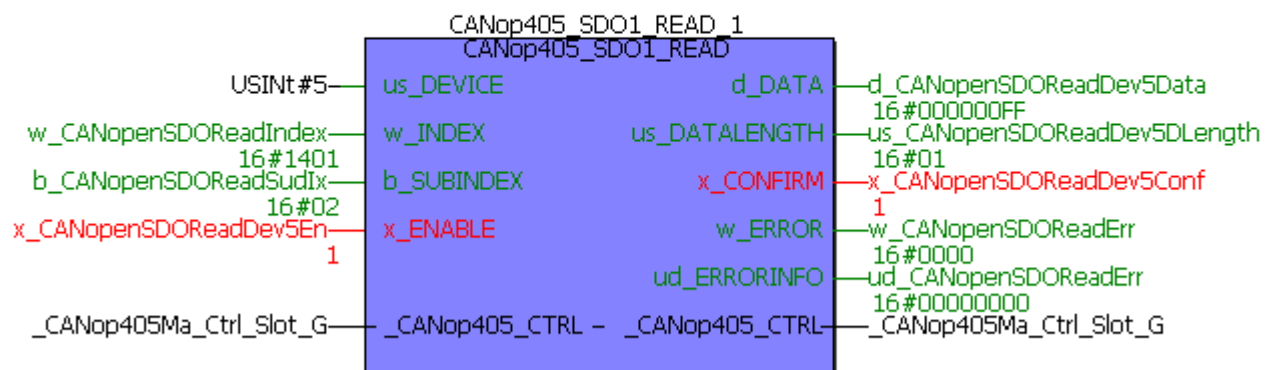 CANop405_SDO1_READ_1
CANop405_SDO1_READ
USINt#5 us_DEVICE d_DATA d_CANopenSDOReadDev5Data
16#000000FF
w_CANopenSDOReadIndex w_INDEX us_DATALENGTH us_CANopenSDOReadDev5DLength
16#1401 16#01
b_CANopenSDOReadSudIx b_SUBINDEX x_CONFIRM x_CANopenSDOReadDev5Conf
16#02 1
x_CANopenSDOReadDev5En x_ENABLE w_ERROR w_CANopenSDOReadErr
1 16#0000
ud_ERRORINFO ud_CANopenSDOReadErr
16#00000000
_CANop405Ma_Ctrl_Slot_G _CANop405_CTRL – _CANop405_CTRL _CANop405Ma_Ctrl_Slot_G